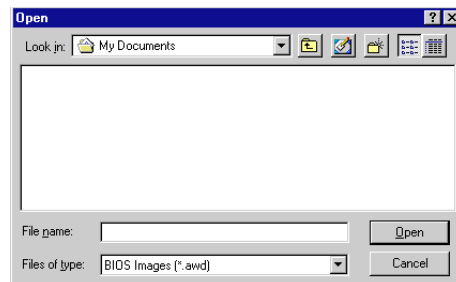 Open
Look in: My Documents
File name:
Open
Files of type: BIOS Images (*.awd)
Cancel